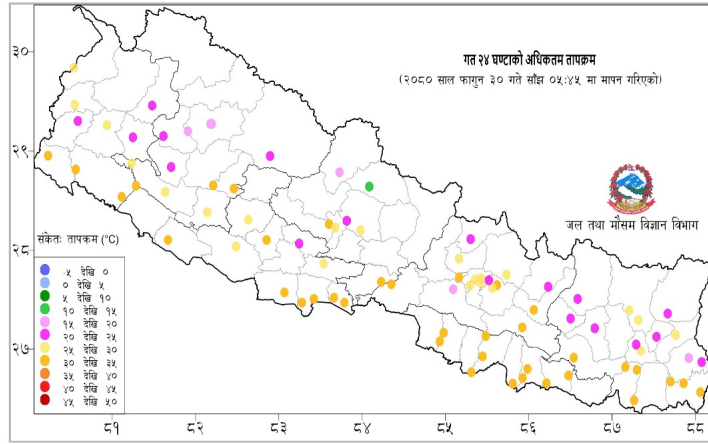 गत २४ घण्टाको अधिकतम तापक्रम
(२०८० साल फागुन ३० गते साँझ ०५:४५ मा मापन गरिएको)
जल तथा मौसम विज्ञान विभाग
३०
२९
२८
२७
संकेतः तापक्रम (°C)
-५ देखि ०
० देखि ५
५ देखि १०
१० देखि १५
१५ देखि २०
२० देखि २५
२५ देखि ३०
३० देखि ३५
३५ देखि ४०
४० देखि ४५
४५ देखि ५०
८१ ८२ ८३ ८४ ८५ ८६ ८७ ८८